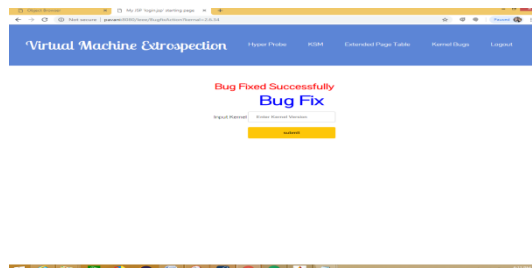 Object Browser
My JSP 'login.jsp' starting page
Not secure
Paused
Virtual Machine Extrospection
Hyper Probe
KSM
Extended Page Table
Kernel Bugs
Logout
Bug Fixed Successfully
Bug Fix
Input Kernel
Enter Kernel Version
submit